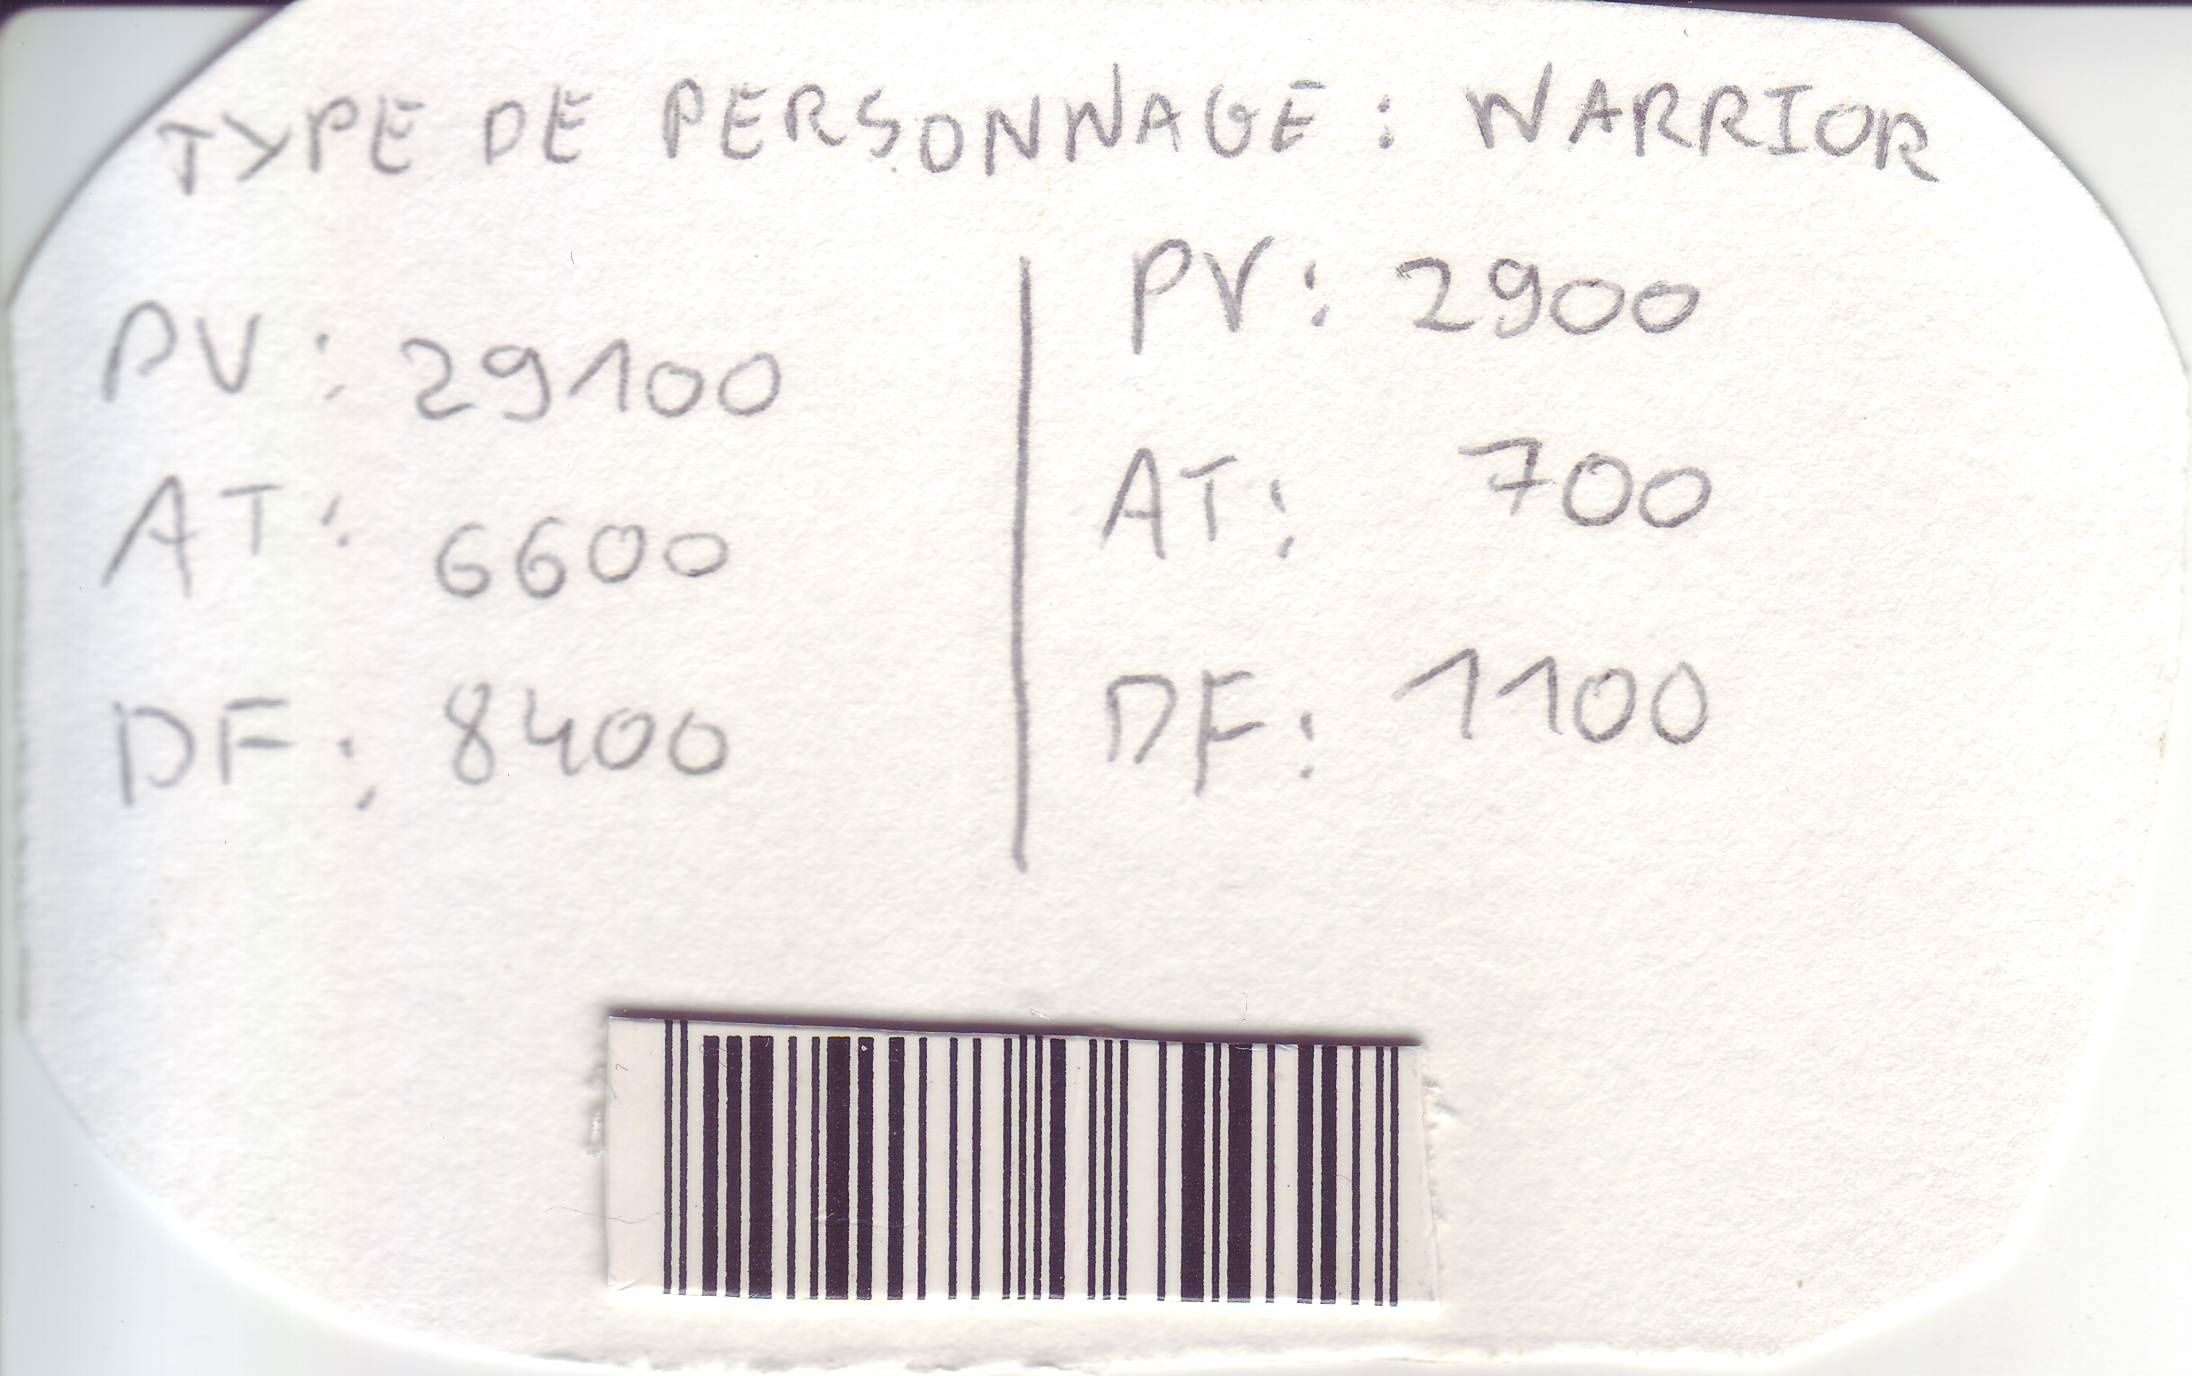 TYPE DE PERSONNAGE : WARRIOR
PV : 29100
AT : 6600
DF : 8400
PV : 2900
AT : 700
DF : 1100